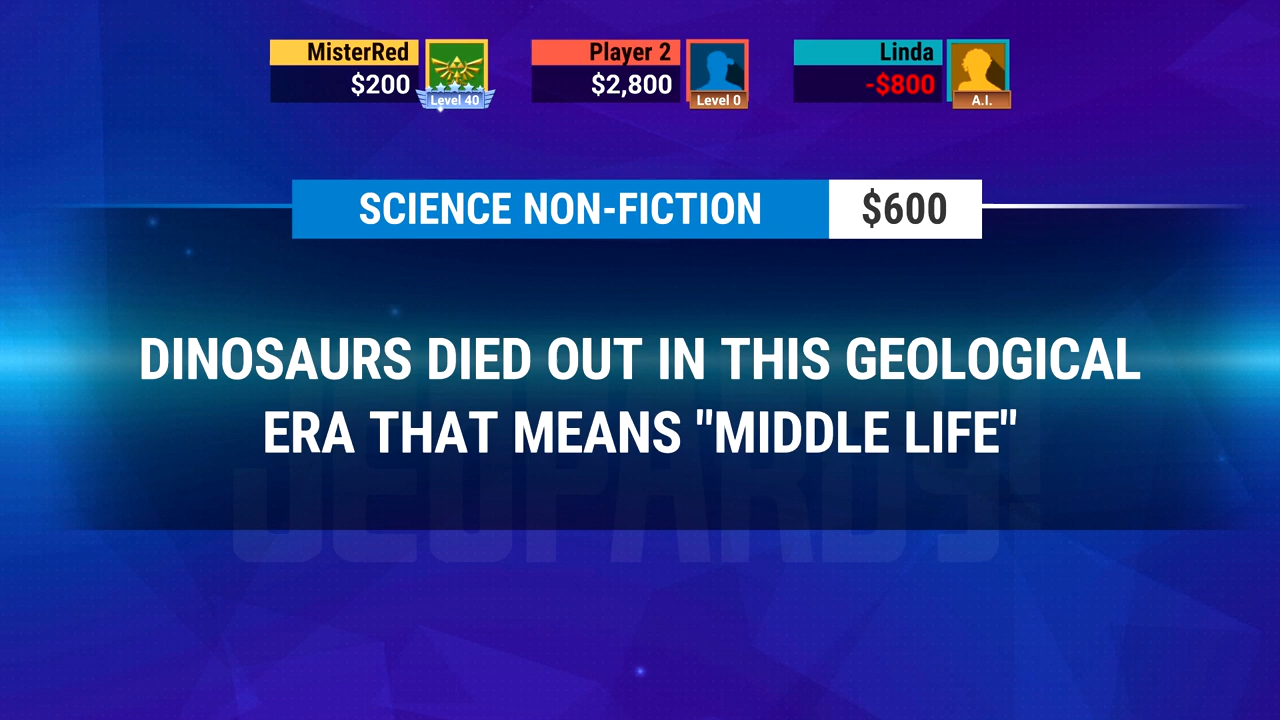 MisterRed
$200
Level 40
Player 2
$2,800
Level 0
Linda
-$800
A.I.
SCIENCE NON-FICTION $600
DINOSAURS DIED OUT IN THIS GEOLOGICAL
ERA THAT MEANS "MIDDLE LIFE"
JEOPARDY!